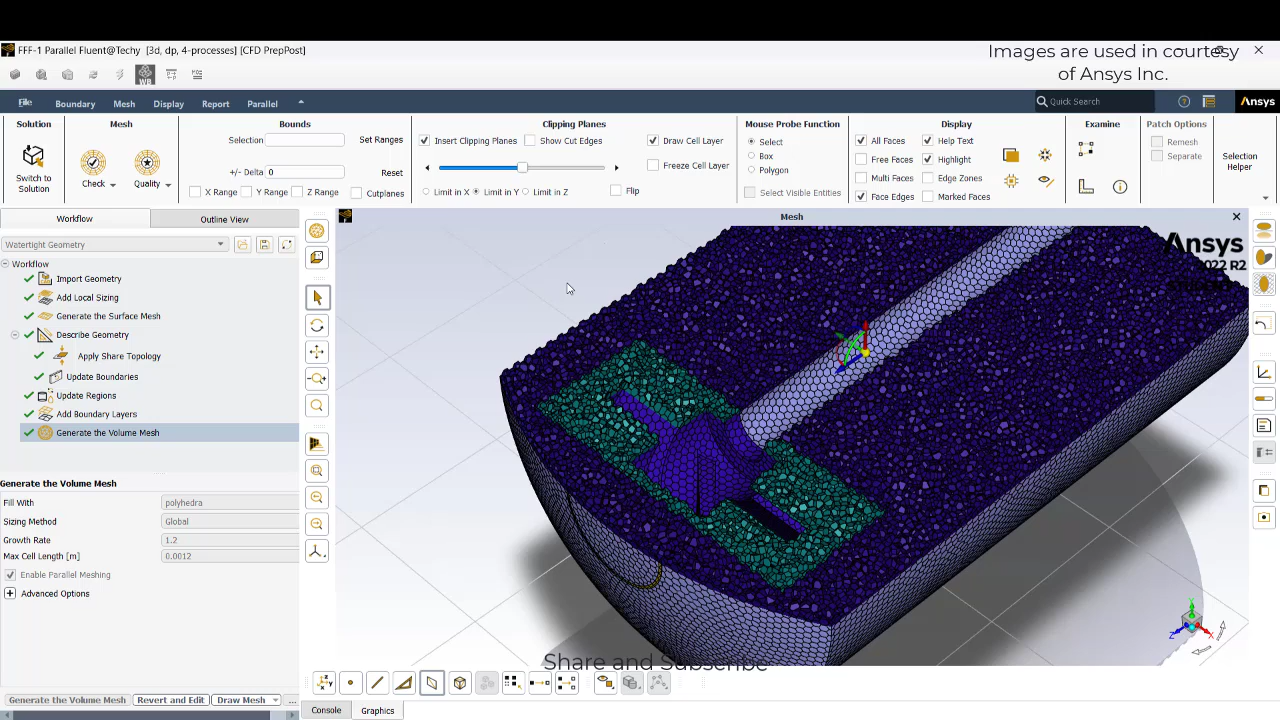 FFF-1 Parallel Fluent@Techy [3d, dp, 4-processes] [CFD PrepPost]
Images are used in courtesy
of Ansys Inc.
WB
File Boundary Mesh Display Report Parallel
Quick Search
Ansys
Solution
Mesh
Bounds
Clipping Planes
Mouse Probe Function
Display
Examine
Patch Options
Switch to
Solution
Check
Quality
Selection
Set Ranges
+/- Delta 0
Reset
X Range Y Range Z Range Cutplanes
Insert Clipping Planes Show Cut Edges Draw Cell Layer
Freeze Cell Layer
Limit in X Limit in Y Limit in Z Flip
Select
Box
Polygon
Select Visible Entities
All Faces Help Text
Free Faces Highlight
Multi Faces Edge Zones
Face Edges Marked Faces
Remesh
Separate
Selection
Helper
Workflow Outline View
Mesh
Watertight Geometry
Workflow
Import Geometry
Add Local Sizing
Generate the Surface Mesh
Describe Geometry
Apply Share Topology
Update Boundaries
Update Regions
Add Boundary Layers
Generate the Volume Mesh
Generate the Volume Mesh
Fill With polyhedra
Sizing Method Global
Growth Rate 1.2
Max Cell Length [m] 0.0012
Enable Parallel Meshing
Advanced Options
Generate the Volume Mesh Revert and Edit Draw Mesh ...
Ansys
2022 R2
Y
Z X
Share and Subscribe
Console Graphics